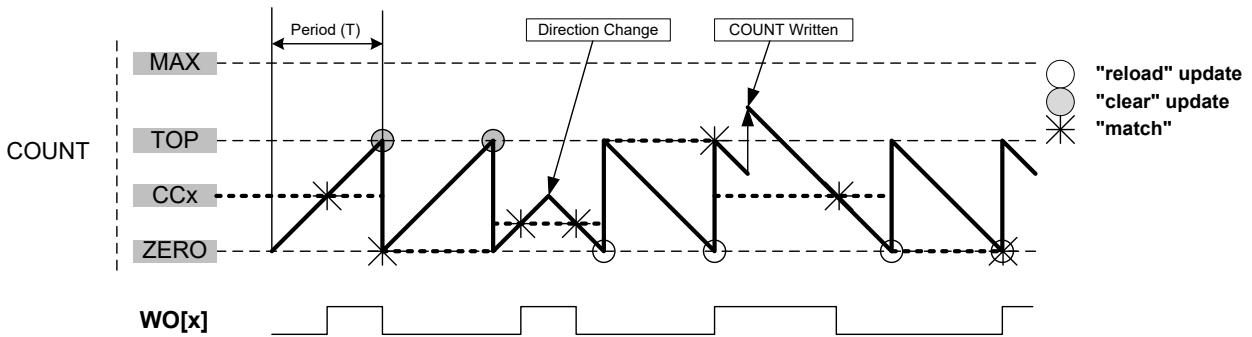 Period (T)
Direction Change
COUNT Written
MAX
"reload" update
"clear" update
TOP
"match"
COUNT
CCx
ZERO
WO[x]